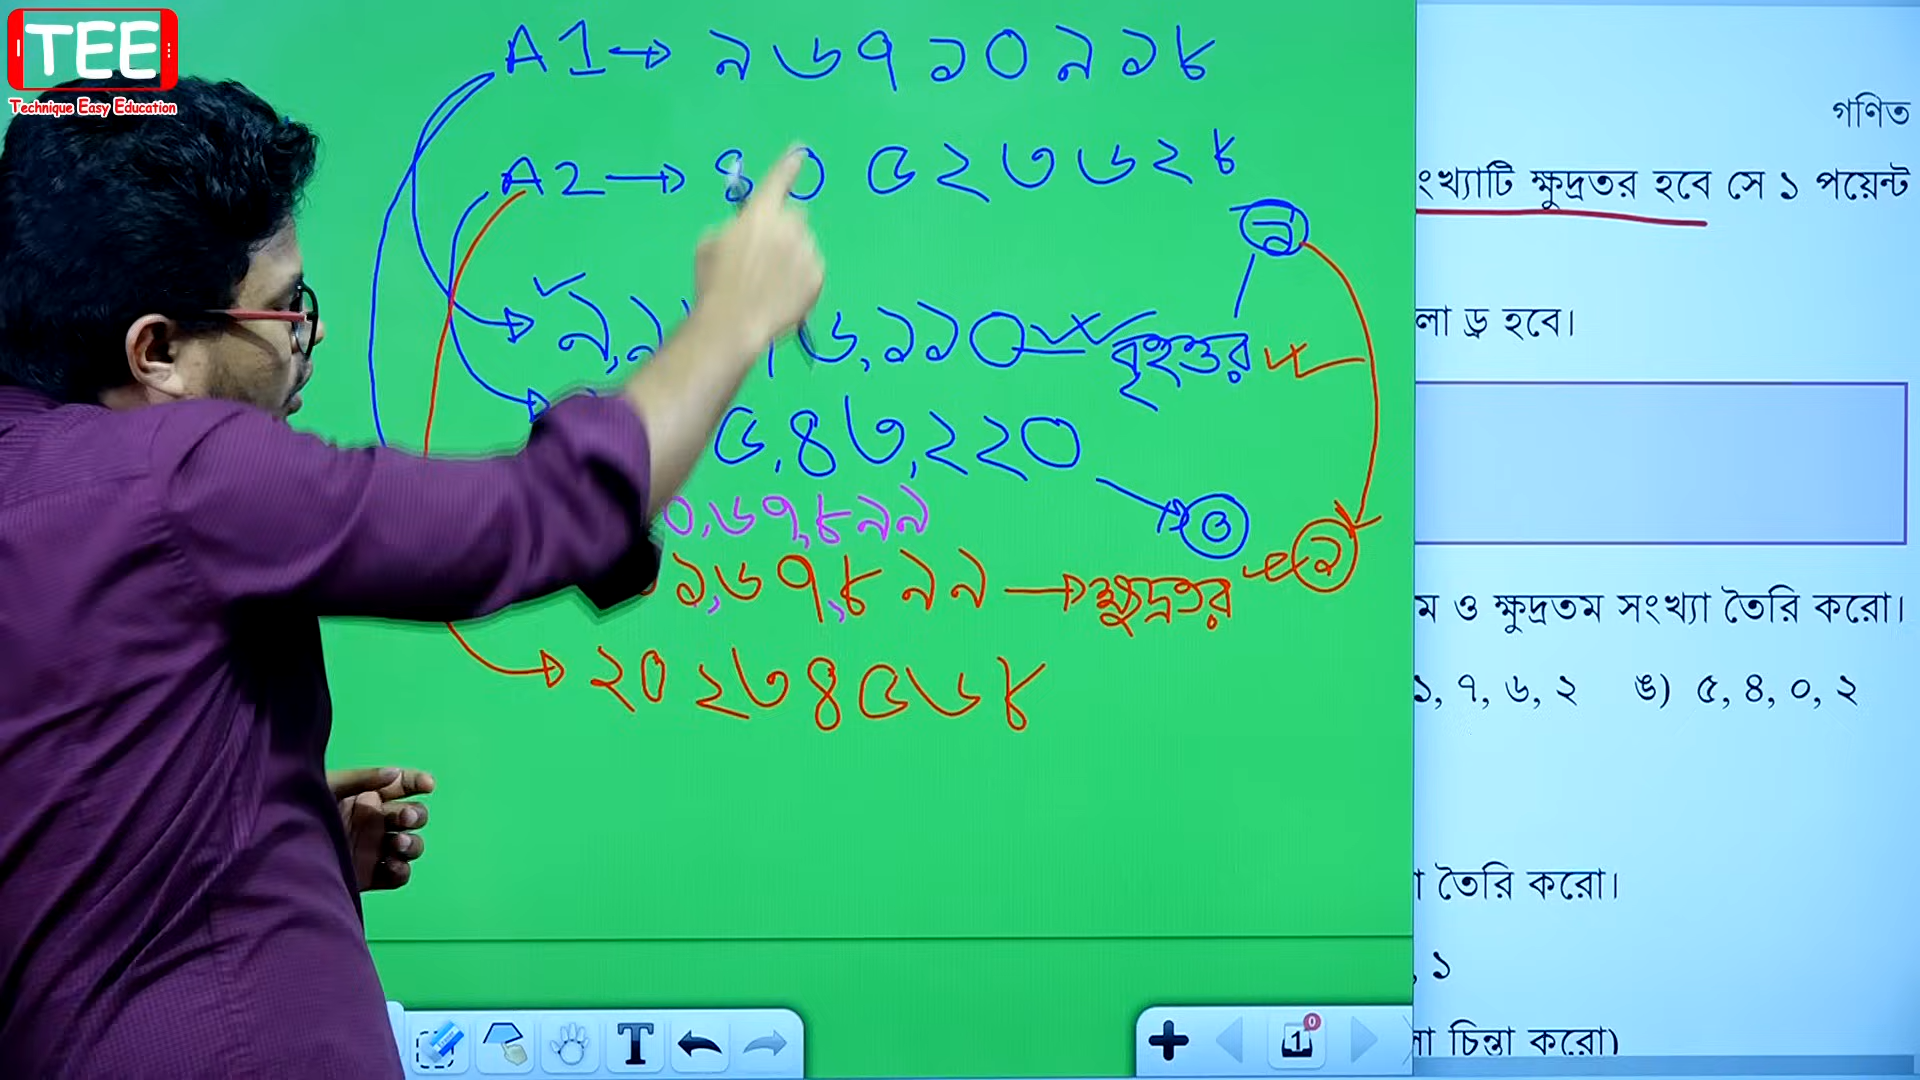 TEE
Technique Easy Education
A1→ ৯৬৭১০৯১৮
A2→ ৪০৫২৩৬২৮
৬,১১০ বৃহত্তর
৫,৪৩,২২০
০,৬৭,৮৯৯
১,৬৭,৮৯৯→ক্ষুদ্রতর
২০২৩৪৫৬৮
গণিত
ক্ষুদ্রতর হবে সে ১ পয়েন্ট
ড্র হবে।
ও ক্ষুদ্রতম সংখ্যা তৈরি করো।
১, ৭, ৬, ২ ঙ) ৫, ৪, ০, ২
তৈরি করো।
, ১
চিন্তা করো)
T
1
0